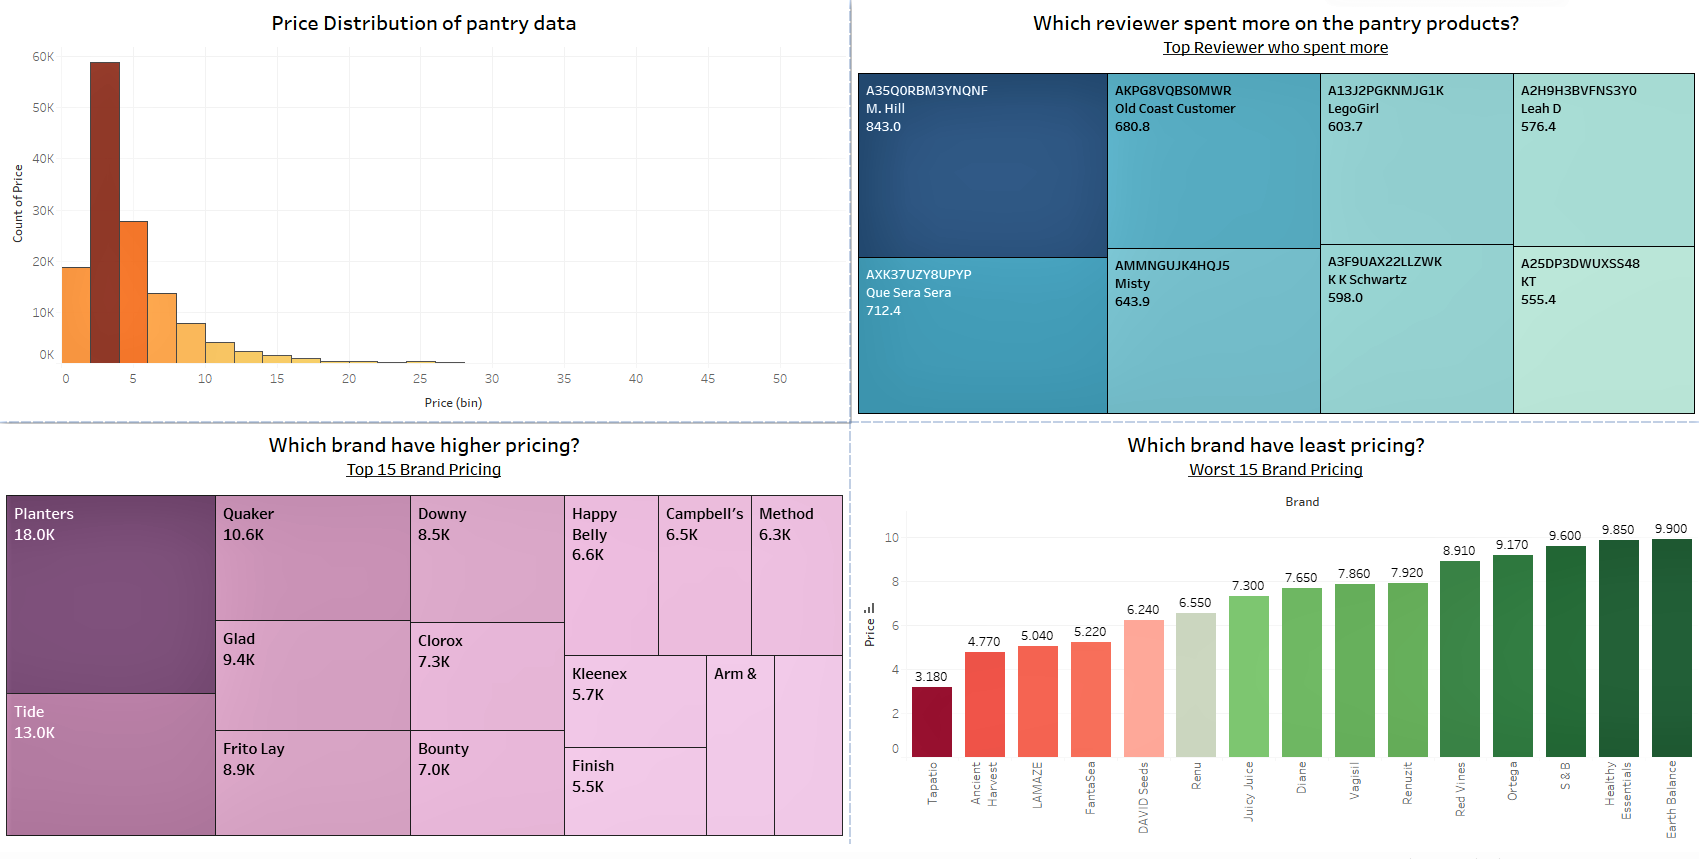 Price Distribution of pantry data
60K
50K
40K
30K
20K
10K
0K
Count of Price
0 5 10 15 20 25 30 35 40 45 50
Price (bin)
Which reviewer spent more on the pantry products?
Top Reviewer who spent more
A35Q0RBM3YNQNF
M. Hill
843.0
AXK37UZY8UPYP
Que Sera Sera
712.4
AKPG8VQBS0MWR
Old Coast Customer
680.8
AMMNGUJK4HQJ5
Misty
643.9
A13J2PGKNMJG1K
LegoGirl
603.7
A3F9UAX22LLZWK
K K Schwartz
598.0
A2H9H3BVFNS3Y0
Leah D
576.4
A25DP3DWUXSS48
KT
555.4
Which brand have higher pricing?
Top 15 Brand Pricing
Planters
18.0K
Tide
13.0K
Quaker
10.6K
Glad
9.4K
Frito Lay
8.9K
Downy
8.5K
Clorox
7.3K
Bounty
7.0K
Happy
Belly
6.6K
Campbell's
6.5K
Method
6.3K
Kleenex
5.7K
Finish
5.5K
Arm &
Which brand have least pricing?
Worst 15 Brand Pricing
Brand
10
8
6
4
2
0
Price
3.180
4.770
5.040
5.220
6.240
6.550
7.300
7.650
7.860
7.920
8.910
9.170
9.600
9.850
9.900
Tapatio
Ancient
Harvest
LAMAZE
FantaSea
DAVID Seeds
Renu
Juicy Juice
Diane
Vagisil
Renuzit
Red Vines
Ortega
S & B
Healthy
Essentials
Earth Balance